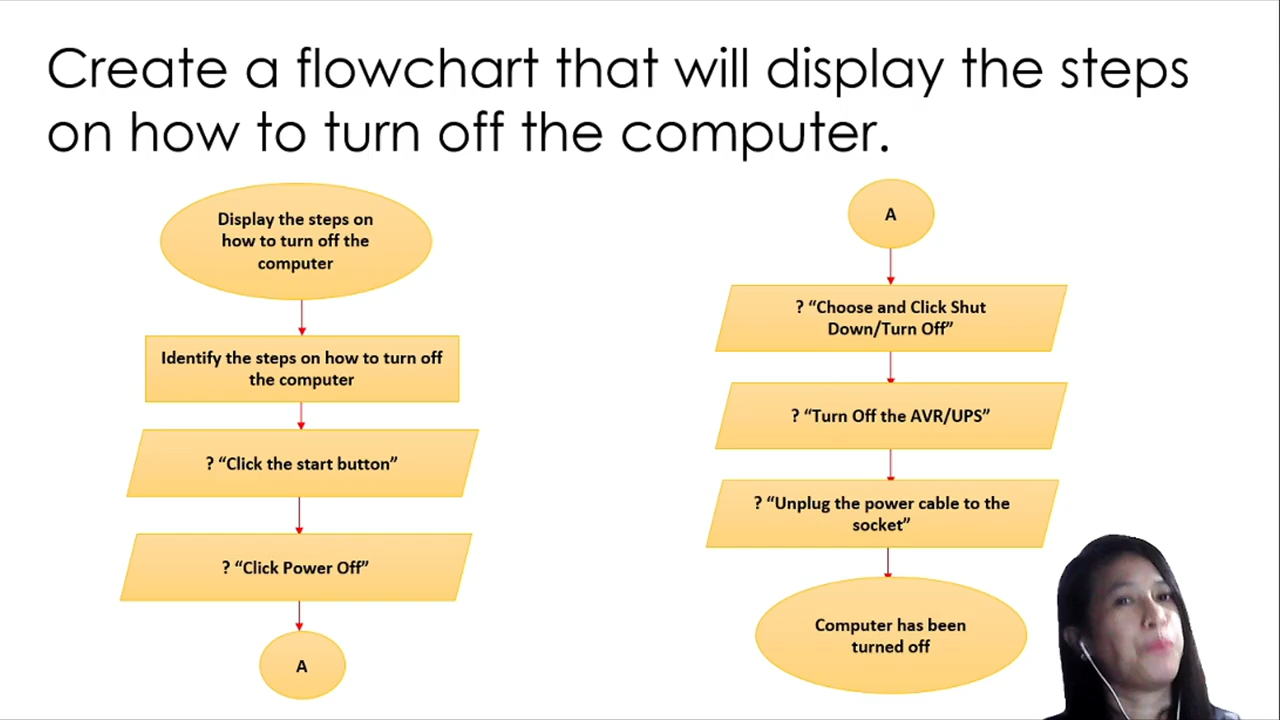 Create a flowchart that will display the steps
on how to turn off the computer.
Display the steps on
how to turn off the
computer
Identify the steps on how to turn off
the computer
? “Click the start button”
? “Click Power Off”
A
A
? “Choose and Click Shut
Down/Turn Off”
? “Turn Off the AVR/UPS”
? “Unplug the power cable to the
socket”
Computer has been
turned off